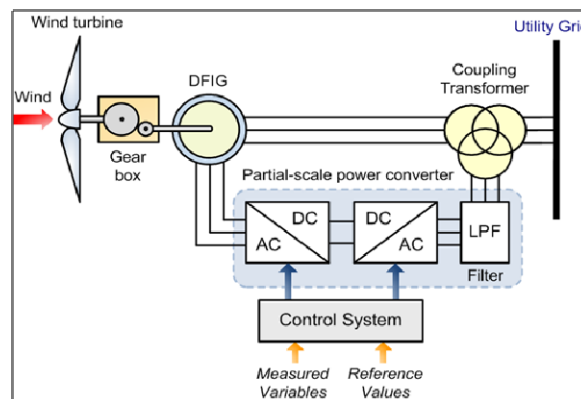 Wind turbine
Utility Gri
DFIG
Coupling
Transformer
Wind
Gear
box
Partial-scale power converter
DC
AC
DC
AC
LPF
Filter
Control System
Measured
Variables
Reference
Values